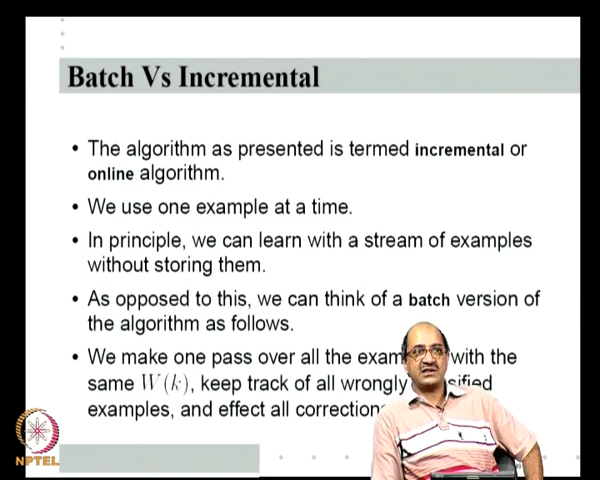 Batch Vs Incremental
• The algorithm as presented is termed incremental or
online algorithm.
• We use one example at a time.
• In principle, we can learn with a stream of examples
without storing them.
• As opposed to this, we can think of a batch version of
the algorithm as follows.
• We make one pass over all the with the
same W(k), keep track of all wrongly
examples, and effect all
NPTEL